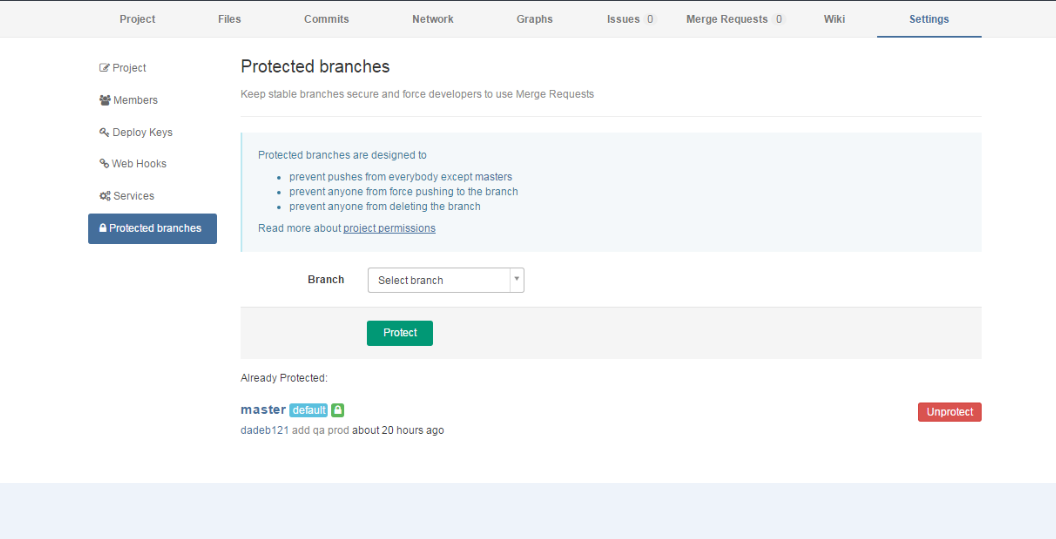 Project Files Commits Network Graphs Issues 0 Merge Requests 0 Wiki Settings
Project
Members
Deploy Keys
Web Hooks
Services
Protected branches
Protected branches
Keep stable branches secure and force developers to use Merge Requests
Protected branches are designed to
prevent pushes from everybody except masters
prevent anyone from force pushing to the branch
prevent anyone from deleting the branch
Read more about project permissions
Branch Select branch
Protect
Already Protected:
master default Unprotect
dadeb121 add qa prod about 20 hours ago